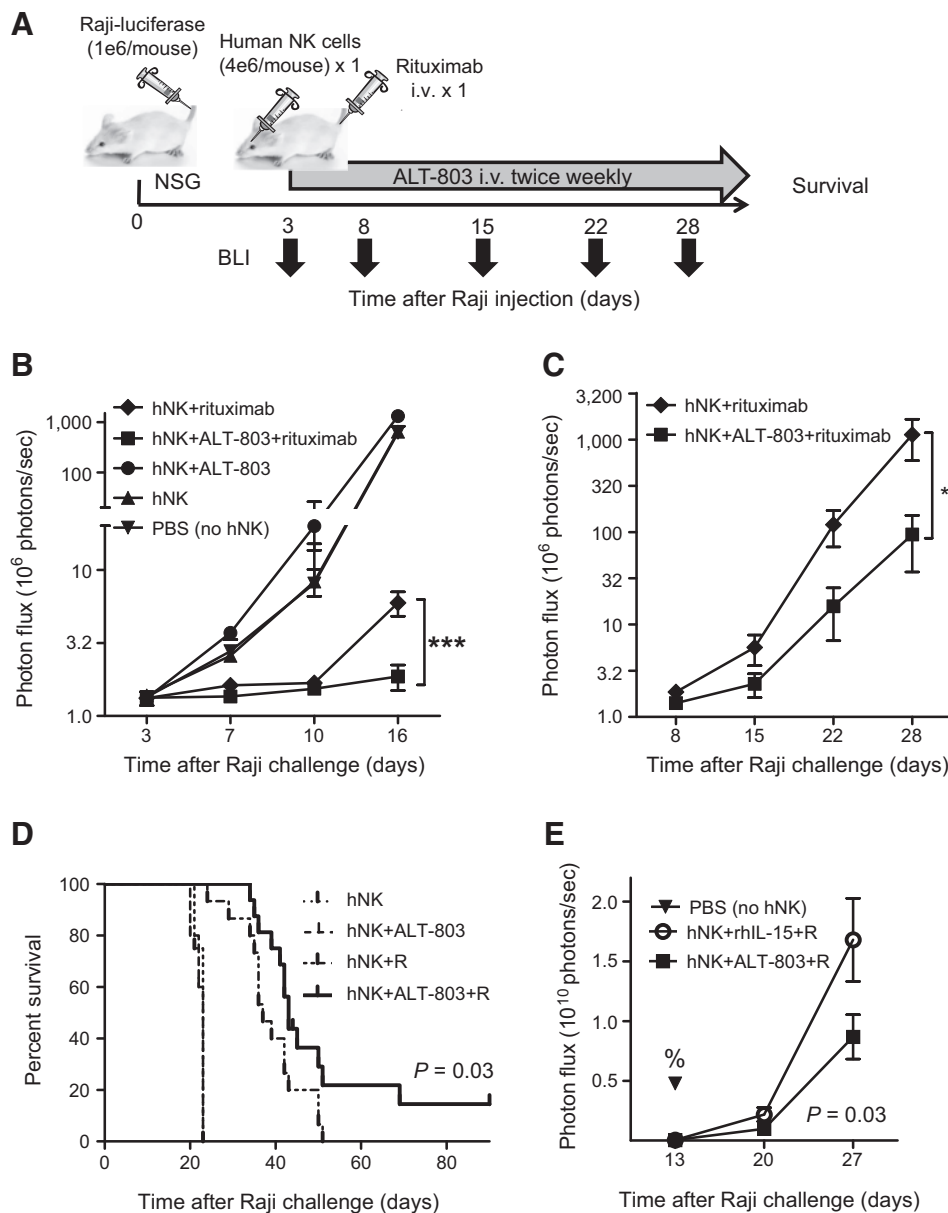 A
Raji-luciferase
(1e6/mouse)
Human NK cells
(4e6/mouse) x 1
Rituximab
i.v. x 1
NSG
ALT-803 i.v. twice weekly
Survival
0
3
8
15
22
28
BLI
Time after Raji injection (days)
B
hNK+rituximab
hNK+ALT-803+rituximab
hNK+ALT-803
hNK
PBS (no hNK)
Photon flux (10^6 photons/sec)
1,000
100
10
3.2
1.0
***
3
7
10
16
Time after Raji challenge (days)
C
hNK+rituximab
hNK+ALT-803+rituximab
Photon flux (10^6 photons/sec)
3,200
1,000
320
100
32
10
3.2
1.0
*
8
15
22
28
Time after Raji challenge (days)
D
hNK
hNK+ALT-803
hNK+R
hNK+ALT-803+R
Percent survival
100
80
60
40
20
0
P = 0.03
0
20
40
60
80
Time after Raji challenge (days)
E
PBS (no hNK)
hNK+rhIL-15+R
hNK+ALT-803+R
Photon flux (10^10 photons/sec)
2.0
1.5
1.0
0.5
%
P = 0.03
13
20
27
Time after Raji challenge (days)